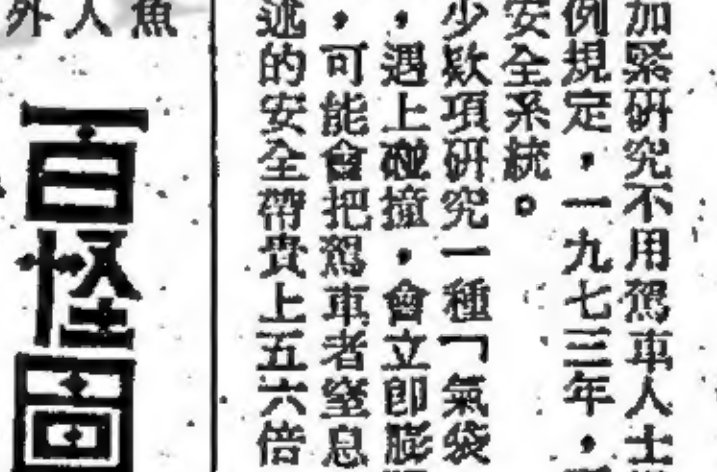 加緊研究不用駕車人士
例規定,一九七三年,
安全系統。
少欵項研究一種「氣袋
,遇上碰撞,會立即膨
,可能會把駕車者窒息
述的安全帶貴上五六倍
魚
人
外
百怪圖